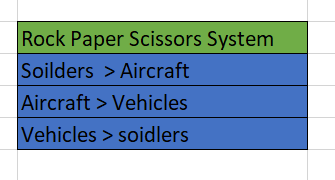 Rock Paper Scissors System
Soilders  > Aircraft
Aircraft > Vehicles
Vehicles > soidlers